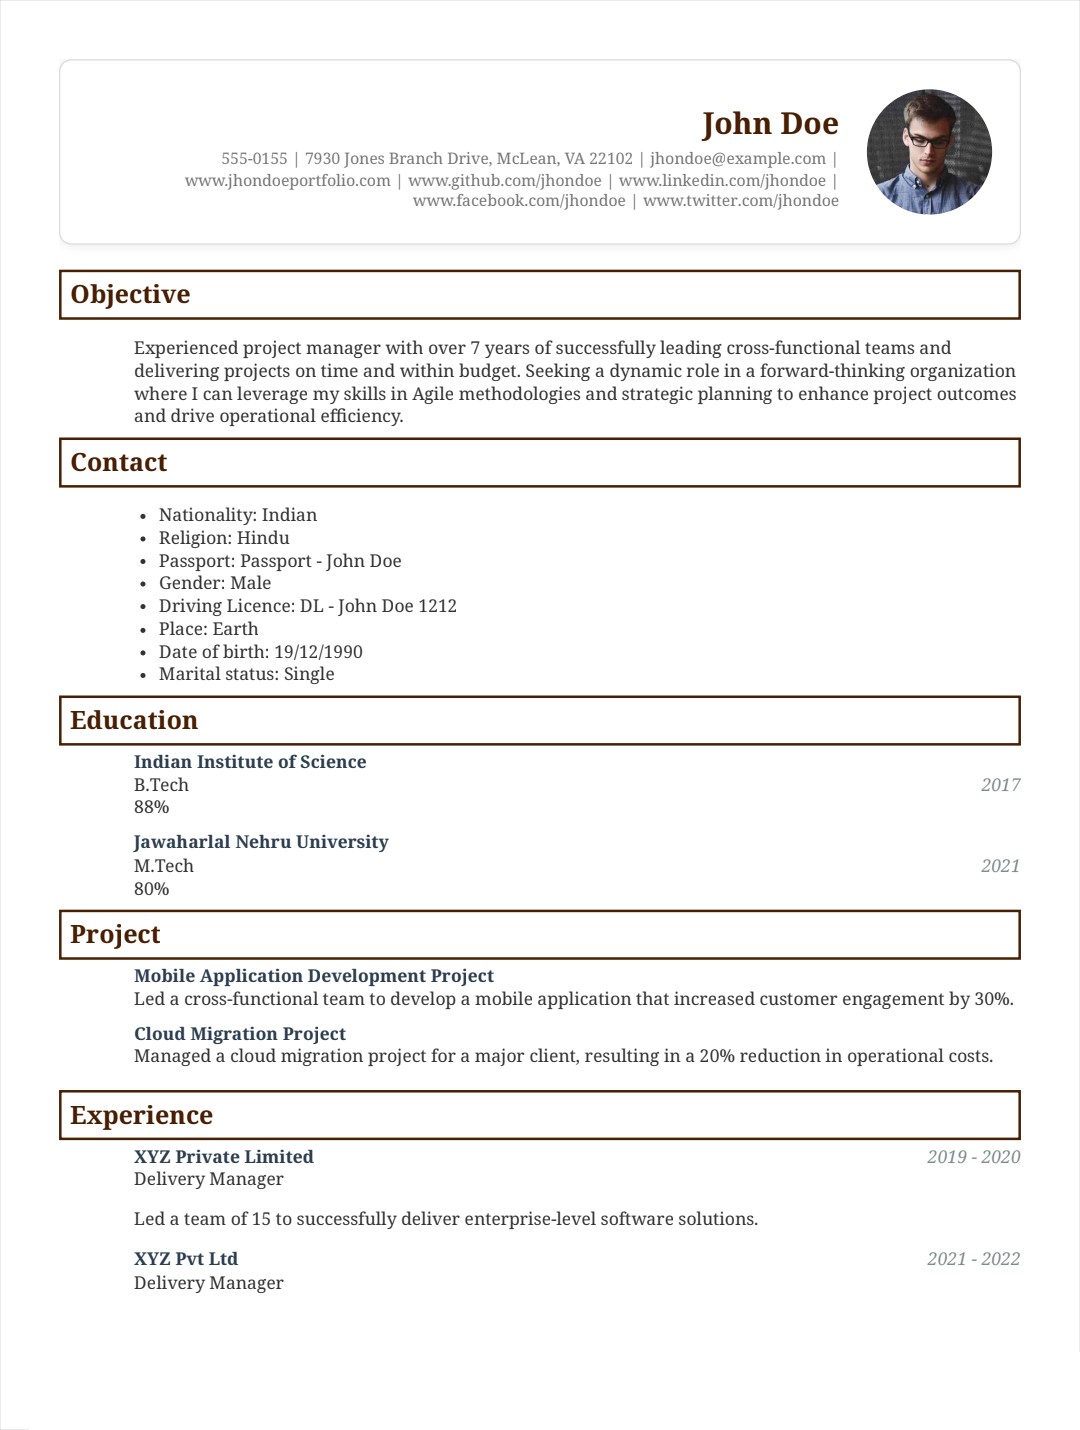 John Doe
555-0155 | 7930 Jones Branch Drive, McLean, VA 22102 | jhondoe@example.com |
www.jhondoeportfolio.com | www.github.com/jhondoe | www.linkedin.com/jhondoe |
www.facebook.com/jhondoe | www.twitter.com/jhondoe
Objective
Experienced project manager with over 7 years of successfully leading cross-functional teams and
delivering projects on time and within budget. Seeking a dynamic role in a forward-thinking organization
where I can leverage my skills in Agile methodologies and strategic planning to enhance project outcomes
and drive operational efficiency.
Contact
• Nationality: Indian
• Religion: Hindu
• Passport: Passport - John Doe
• Gender: Male
• Driving Licence: DL - John Doe 1212
• Place: Earth
• Date of birth: 19/12/1990
• Marital status: Single
Education
Indian Institute of Science
B.Tech 2017
88%
Jawaharlal Nehru University
M.Tech 2021
80%
Project
Mobile Application Development Project
Led a cross-functional team to develop a mobile application that increased customer engagement by 30%.
Cloud Migration Project
Managed a cloud migration project for a major client, resulting in a 20% reduction in operational costs.
Experience
XYZ Private Limited 2019 - 2020
Delivery Manager
Led a team of 15 to successfully deliver enterprise-level software solutions.
XYZ Pvt Ltd 2021 - 2022
Delivery Manager